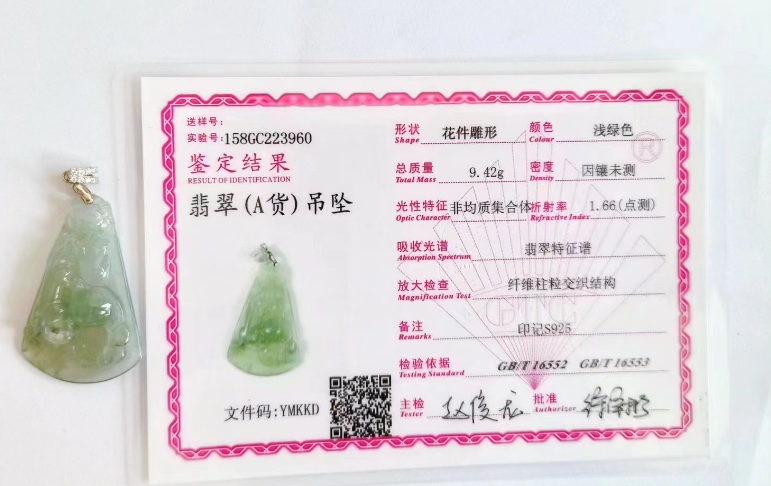 送样号:
实验号:158GC223960
鉴定结果
RESULT OF IDENTIFICATION
翡翠(A货)吊坠
文件码:YMKKD
形状 花件雕形 颜色 浅绿色
Shape Colour
总质量 9.42g 密度 因镶未测
Total Mass Density
光性特征 非均质集合体 折射率 1.66(点测)
Optic Character Refractive Index
吸收光谱 翡翠特征谱
Absorption Spectrum
放大检查 纤维柱粒交织结构
Magnification Test
备注 印记S925
Remarks
检验依据 GB/T 16552 GB/T 16553
Testing Standard
主检 赵俊龙 批准
Tester Authorizer
®